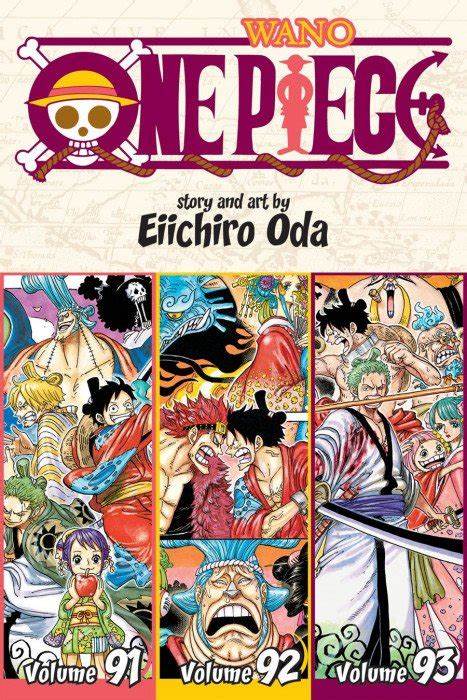 WANO
ONE PIECE
story and art by
Eiichiro Oda
Volume 91
Volume 92
Volume 93